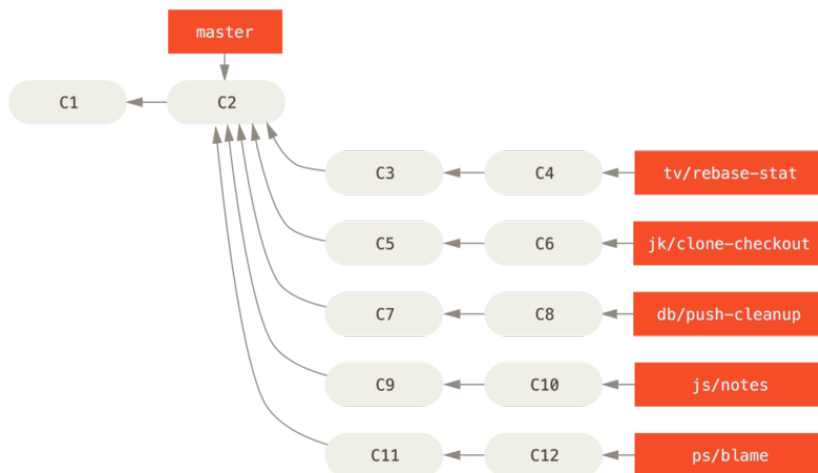 master
C1
C2
C3
C4
tv/rebase-stat
C5
C6
jk/clone-checkout
C7
C8
db/push-cleanup
C9
C10
js/notes
C11
C12
ps/blame